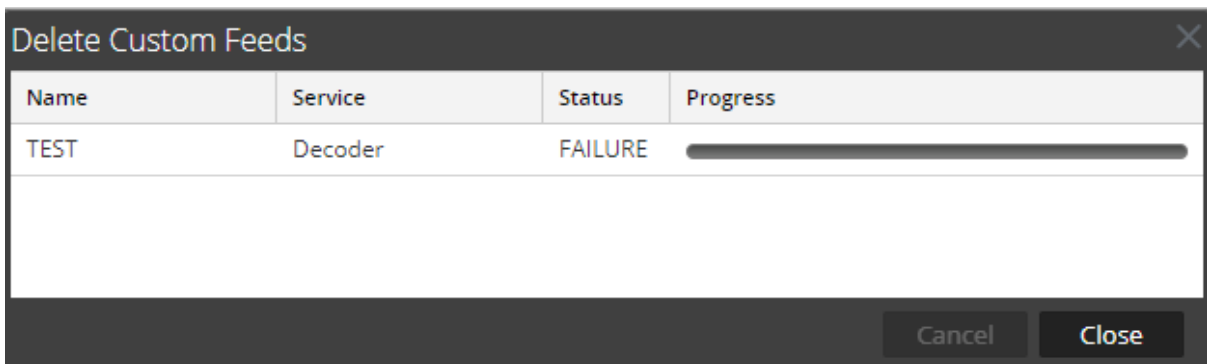 Delete Custom Feeds
Name Service Status Progress
TEST Decoder FAILURE
Cancel Close